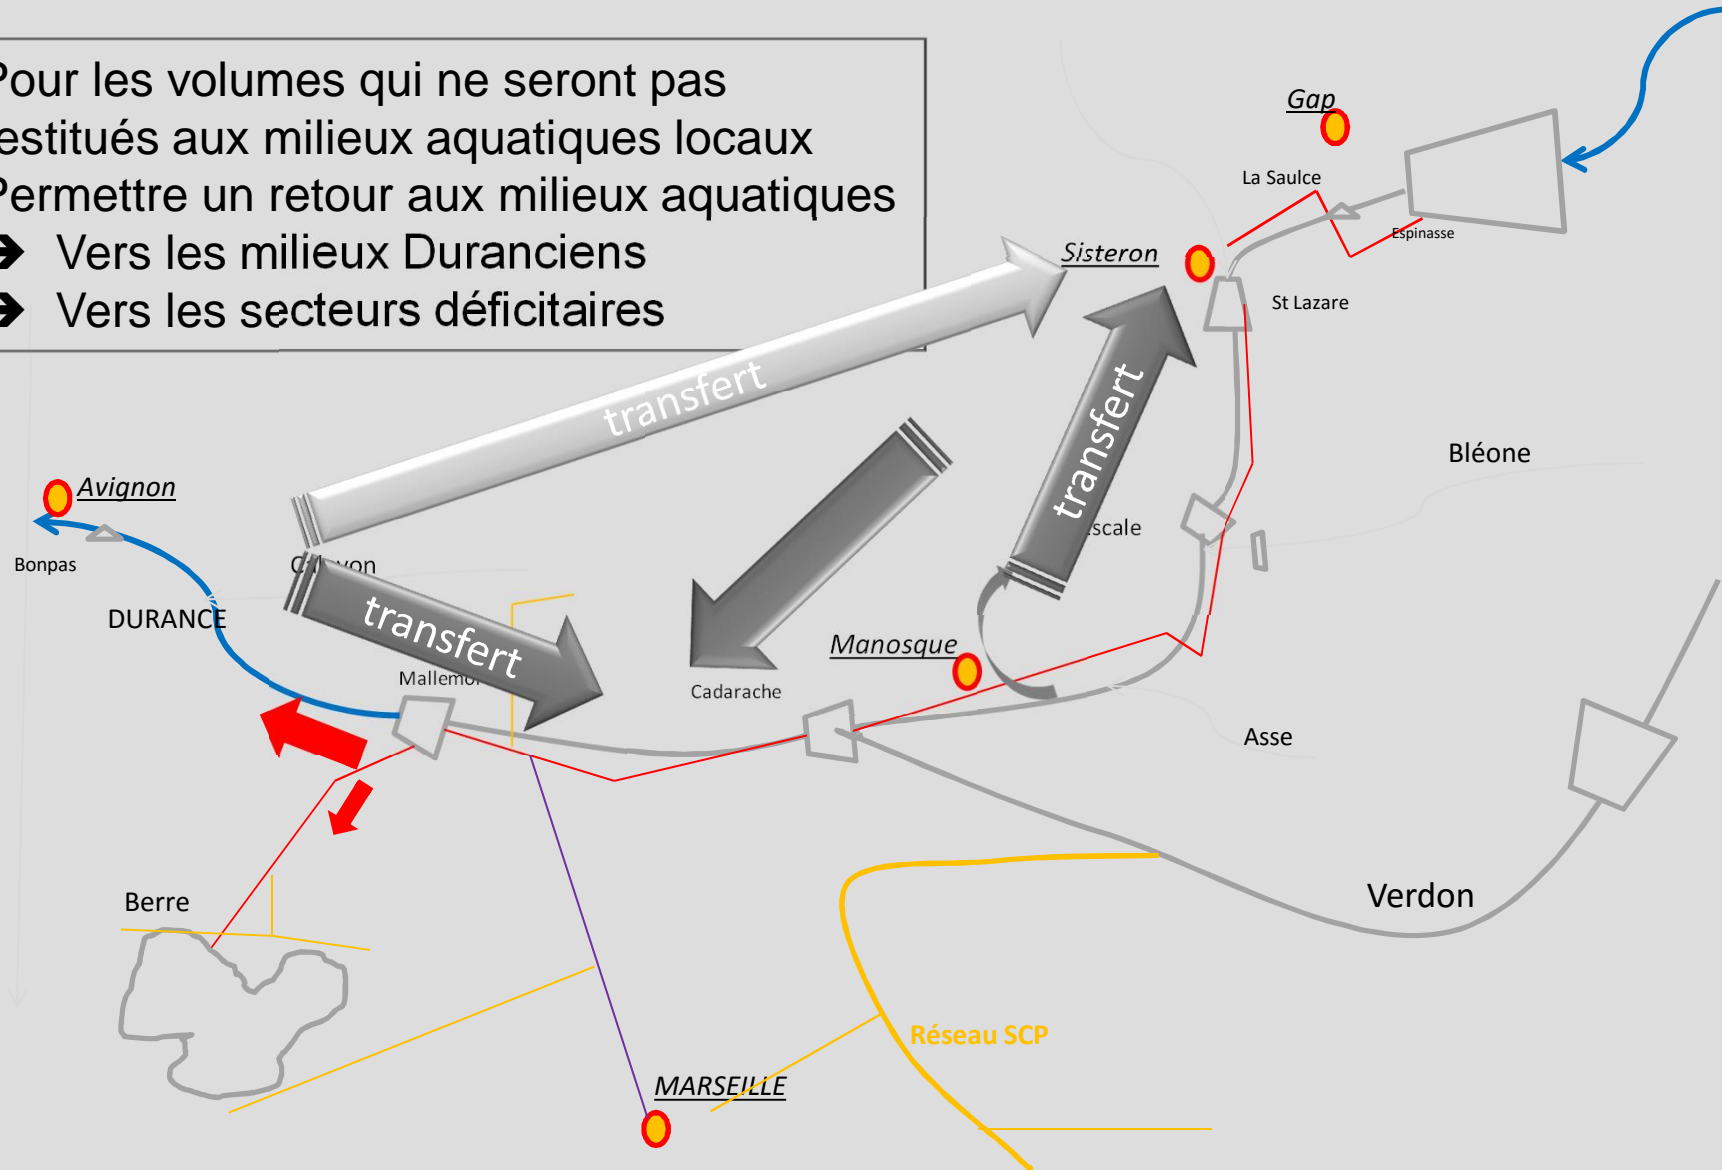 Pour les volumes qui ne seront pas
estitués aux milieux aquatiques locaux
Permettre un retour aux milieux aquatiques
➔ Vers les milieux Duranciens
➔ Vers les secteurs déficitaires
Gap
La Saulce
Espinasse
Sisteron
St Lazare
transfert
transfert
Bléone
scale
Avignon
Bonpas
DURANCE
transfert
Mallemo
Manosque
Cadarache
Asse
Berre
Verdon
Réseau SCP
MARSEILLE